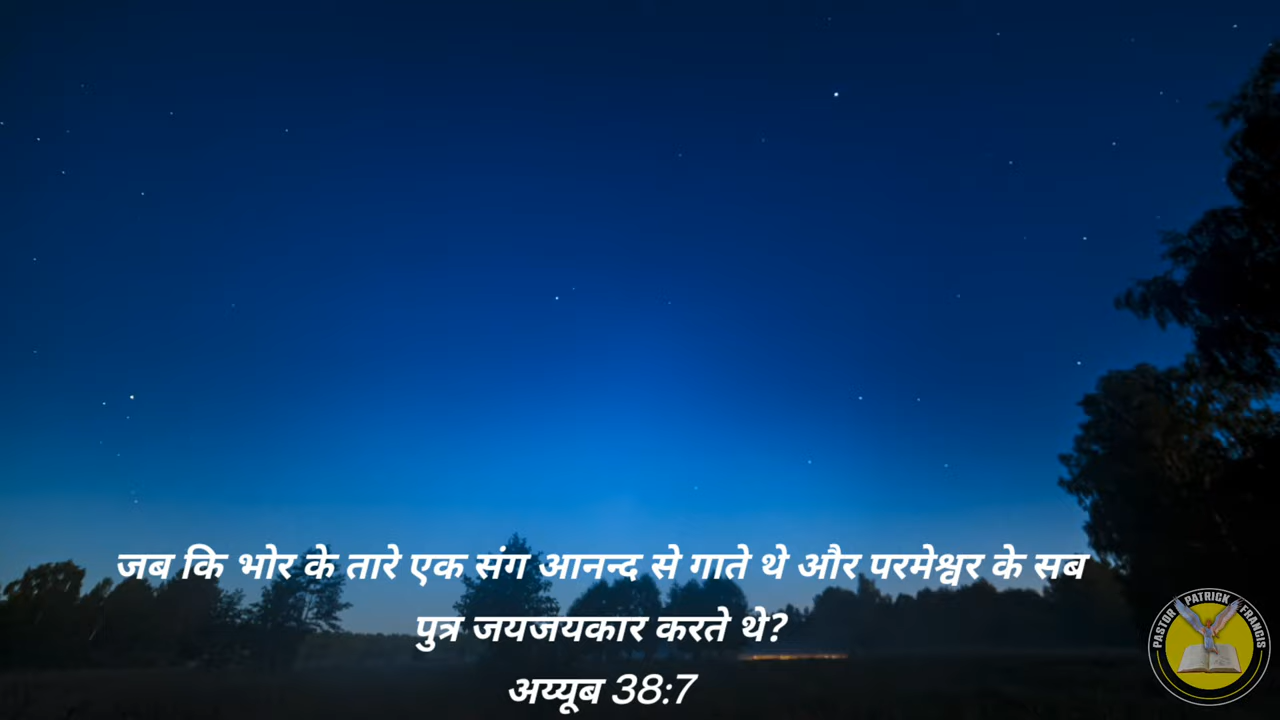 जब कि भोर के तारे एक संग आनन्द से गाते थे और परमेश्वर के सब
पुत्र जयजयकार करते थे?
अय्यूब 38:7
PASTOR PATRICK FRANCIS